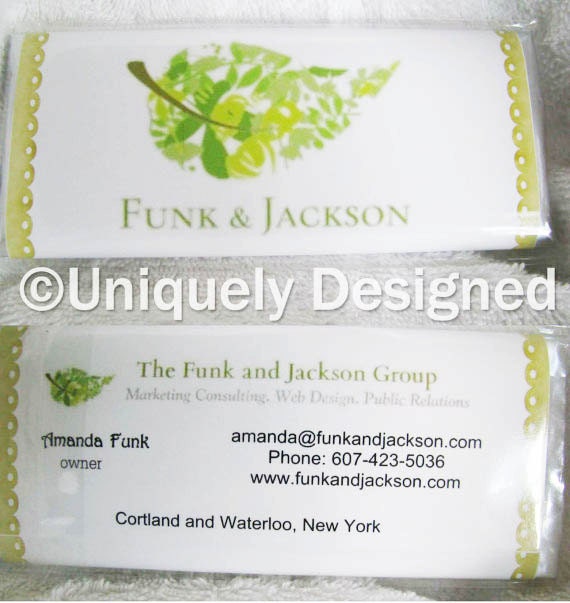 FUNK & JACKSON
©Uniquely Designed
The Funk and Jackson Group
Marketing Consulting. Web Design. Public Relations
Amanda Funk
owner
amanda@funkandjackson.com
Phone: 607-423-5036
www.funkandjackson.com
Cortland and Waterloo, New York